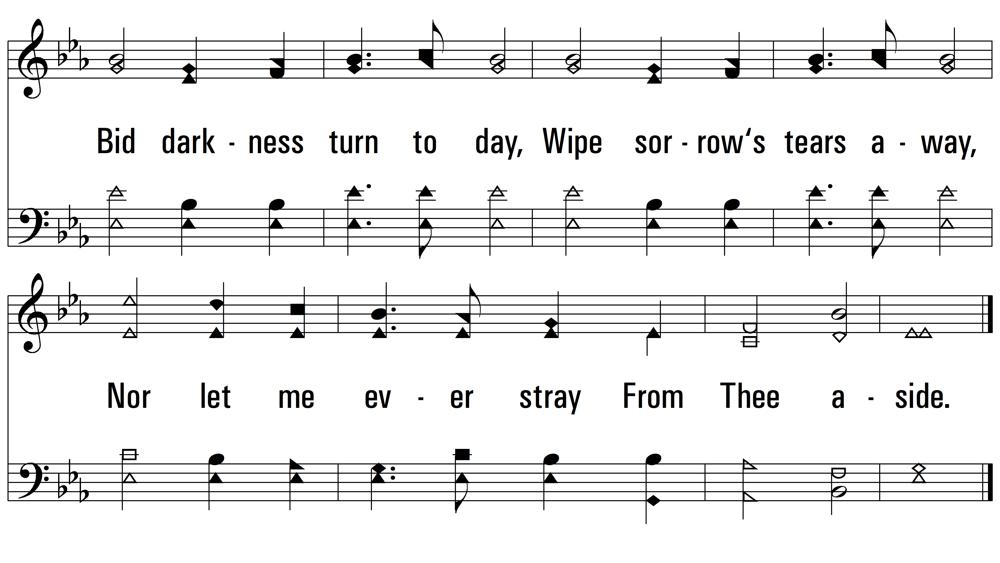 Bid dark - ness turn to day, Wipe sor - row‘s tears a - way,
Nor let me ev - er stray From Thee a - side.